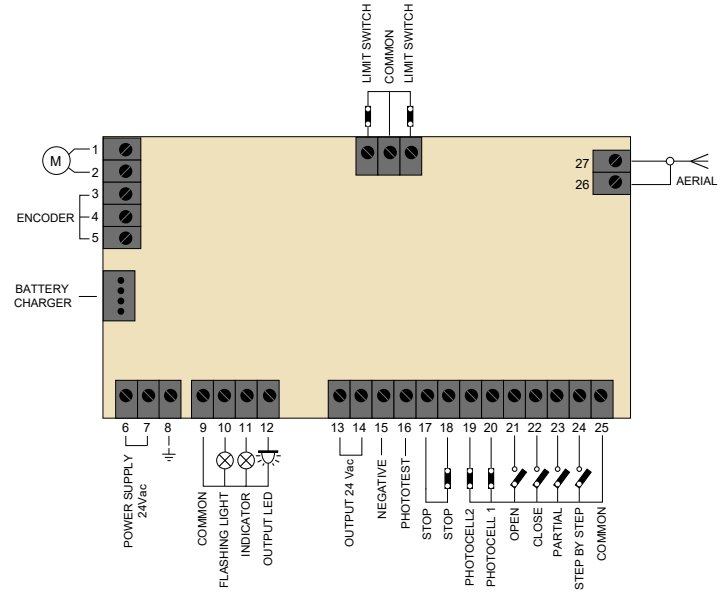 LIMIT SWITCH
COMMON
LIMIT SWITCH
M
1
2
3
4
5
ENCODER
27
26
AERIAL
BATTERY
CHARGER
6 7 8
9 10 11 12
13 14 15 16 17 18 19 20 21 22 23 24 25
POWER SUPPLY
24Vac
COMMON
FLASHING LIGHT
INDICATOR
OUTPUT LED
OUTPUT 24 Vac
NEGATIVE
PHOTOTEST
STOP
STOP
PHOTOCELL2
PHOTOCELL 1
OPEN
CLOSE
PARTIAL
STEP BY STEP
COMMON